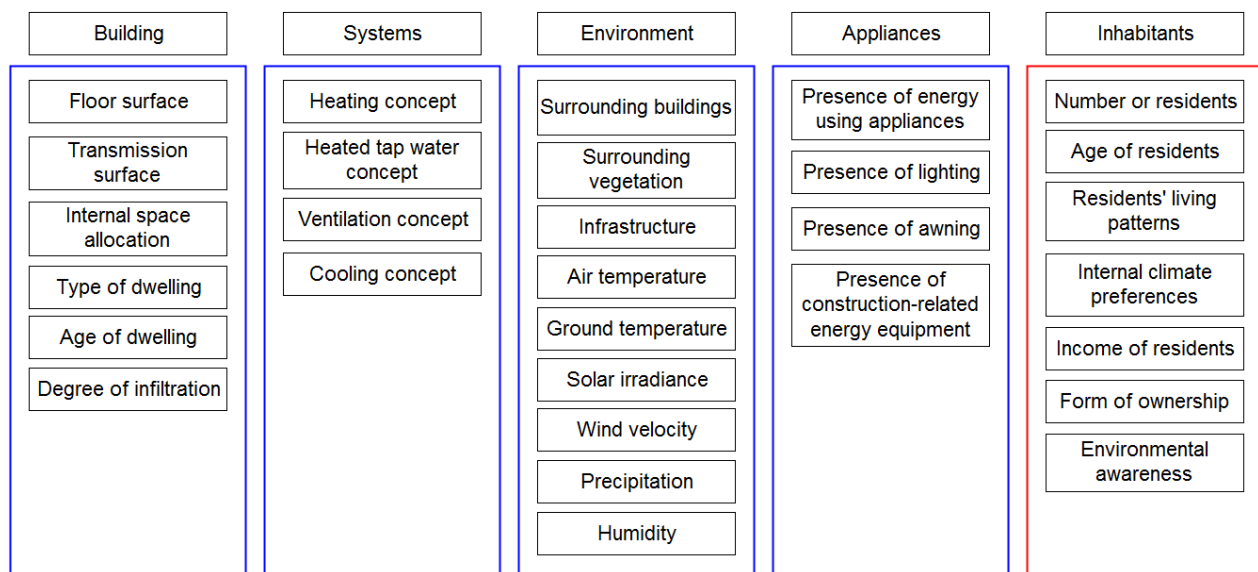 Building
Systems
Environment
Appliances
Inhabitants
Floor surface
Transmission
surface
Internal space
allocation
Type of dwelling
Age of dwelling
Degree of infiltration
Heating concept
Heated tap water
concept
Ventilation concept
Cooling concept
Surrounding buildings
Surrounding
vegetation
Infrastructure
Air temperature
Ground temperature
Solar irradiance
Wind velocity
Precipitation
Humidity
Presence of energy
using appliances
Presence of lighting
Presence of awning
Presence of
construction-related
energy equipment
Number or residents
Age of residents
Residents' living
patterns
Internal climate
preferences
Income of residents
Form of ownership
Environmental
awareness